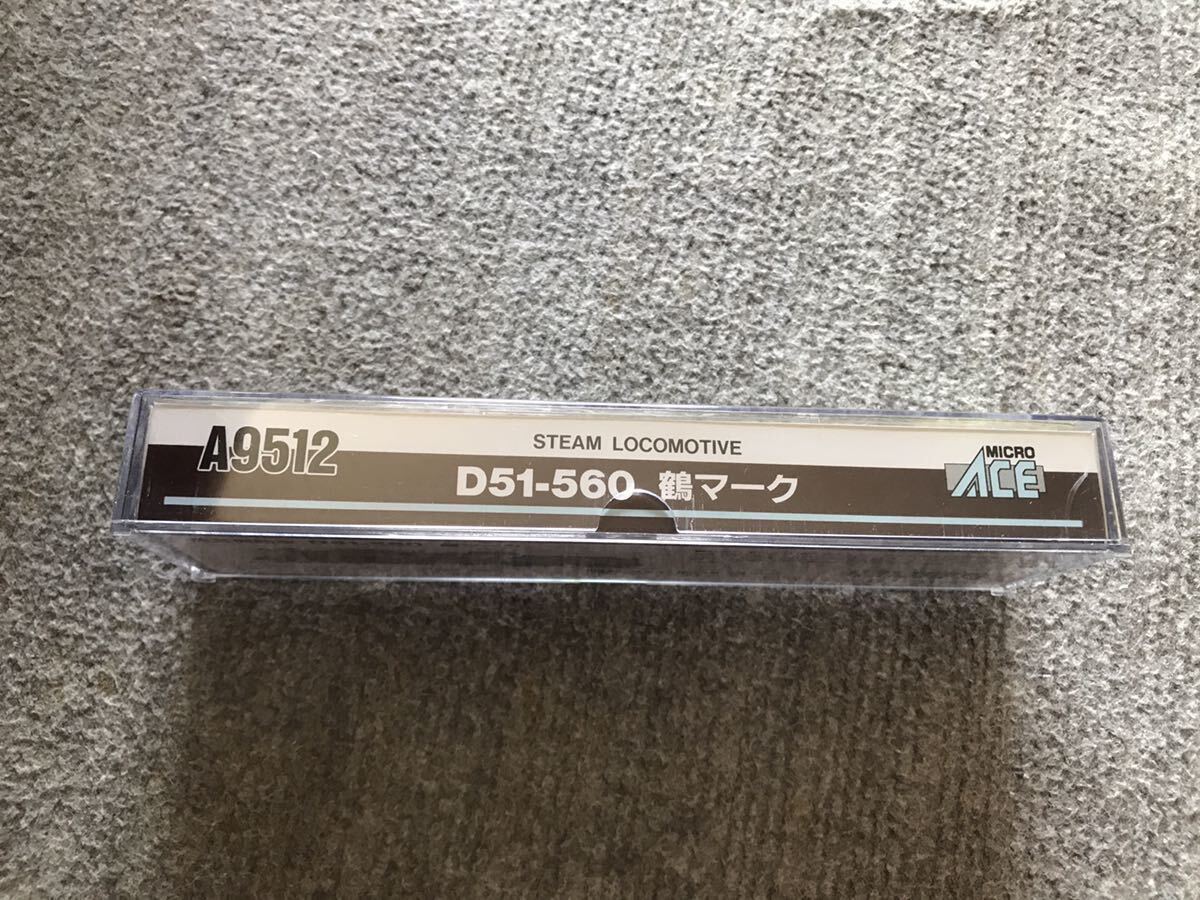 A9512
STEAM LOCOMOTIVE
D51-560 鶴マーク
MICRO
ACE